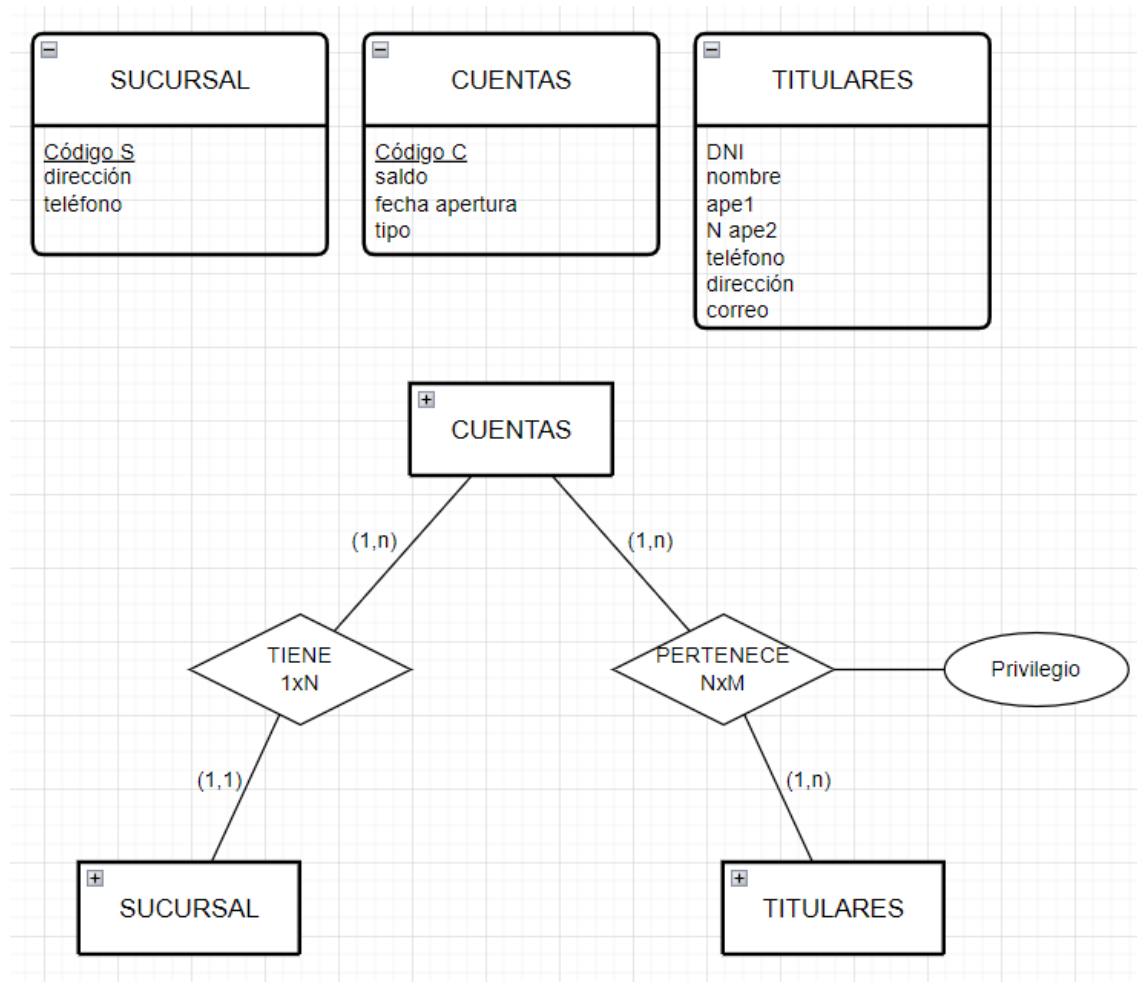 SUCURSAL
Código S
dirección
teléfono
CUENTAS
Código C
saldo
fecha apertura
tipo
TITULARES
DNI
nombre
ape1
N ape2
teléfono
dirección
correo
CUENTAS
(1,n)
(1,n)
TIENE
1xN
PERTENECE
NxM
Privilegio
(1,1)
(1,n)
SUCURSAL
TITULARES